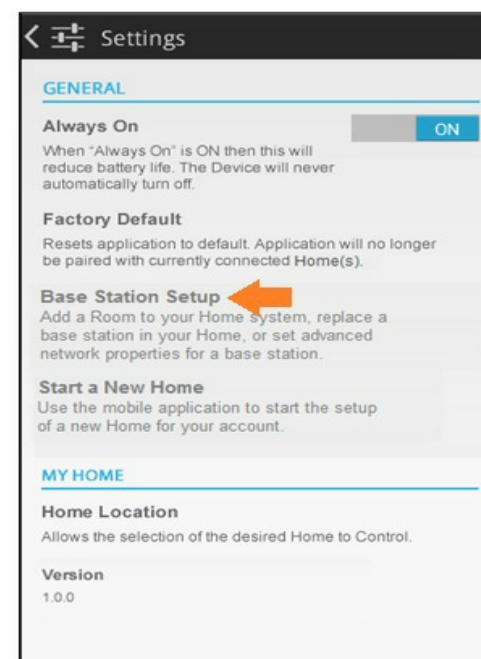 Settings
GENERAL
Always On
ON
When "Always On" is ON then this will
reduce battery life. The Device will never
automatically turn off.
Factory Default
Resets application to default. Application will no longer
be paired with currently connected Home(s).
Base Station Setup
Add a Room to your Home system, replace a
base station in your Home, or set advanced
network properties for a base station.
Start a New Home
Use the mobile application to start the setup
of a new Home for your account.
MY HOME
Home Location
Allows the selection of the desired Home to Control.
Version
1.0.0